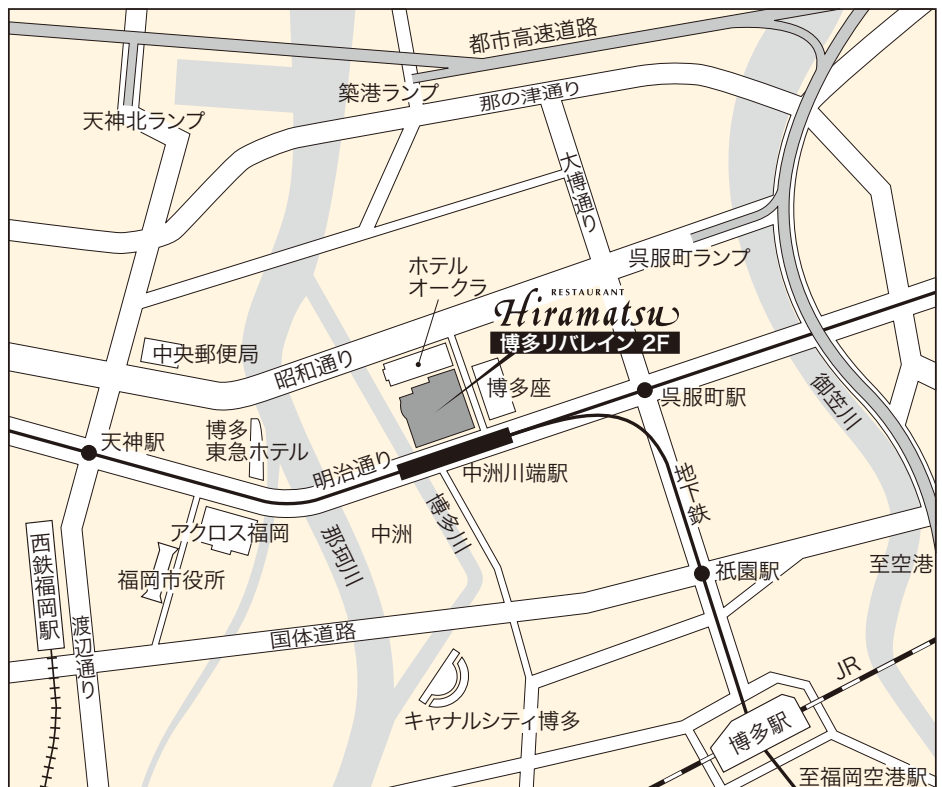 都市高速道路
築港ランプ
那の津通り
天神北ランプ
大博通り
呉服町ランプ
ホテル
オークラ
RESTAURANT
Hiramatsu
博多リバレイン 2F
中央郵便局
昭和通り
博多座
呉服町駅
御笠川
天神駅
博多
東急ホテル
明治通り
中洲川端駅
地下鉄
アクロス福岡
那珂川
中洲
博多川
西鉄福岡駅
福岡市役所
祇園駅
至空港
渡辺通り
国体道路
JR
キャナルシティ博多
博多駅
至福岡空港駅